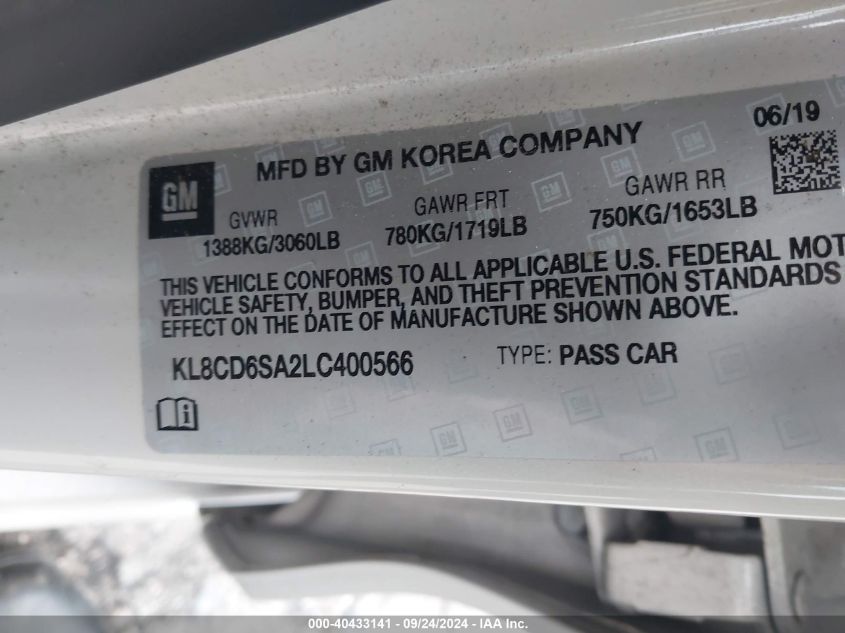 06/19
MFD BY GM KOREA COMPANY
GM
GVWR GAWR FRT GAWR RR
1388KG/3060LB 780KG/1719LB 750KG/1653LB
THIS VEHICLE CONFORMS TO ALL APPLICABLE U.S. FEDERAL MOT
VEHICLE SAFETY, BUMPER, AND THEFT PREVENTION STANDARDS
EFFECT ON THE DATE OF MANUFACTURE SHOWN ABOVE.
KL8CD6SA2LC400566 TYPE: PASS CAR
000-40433141 - 09/24/2024 - IAA Inc.